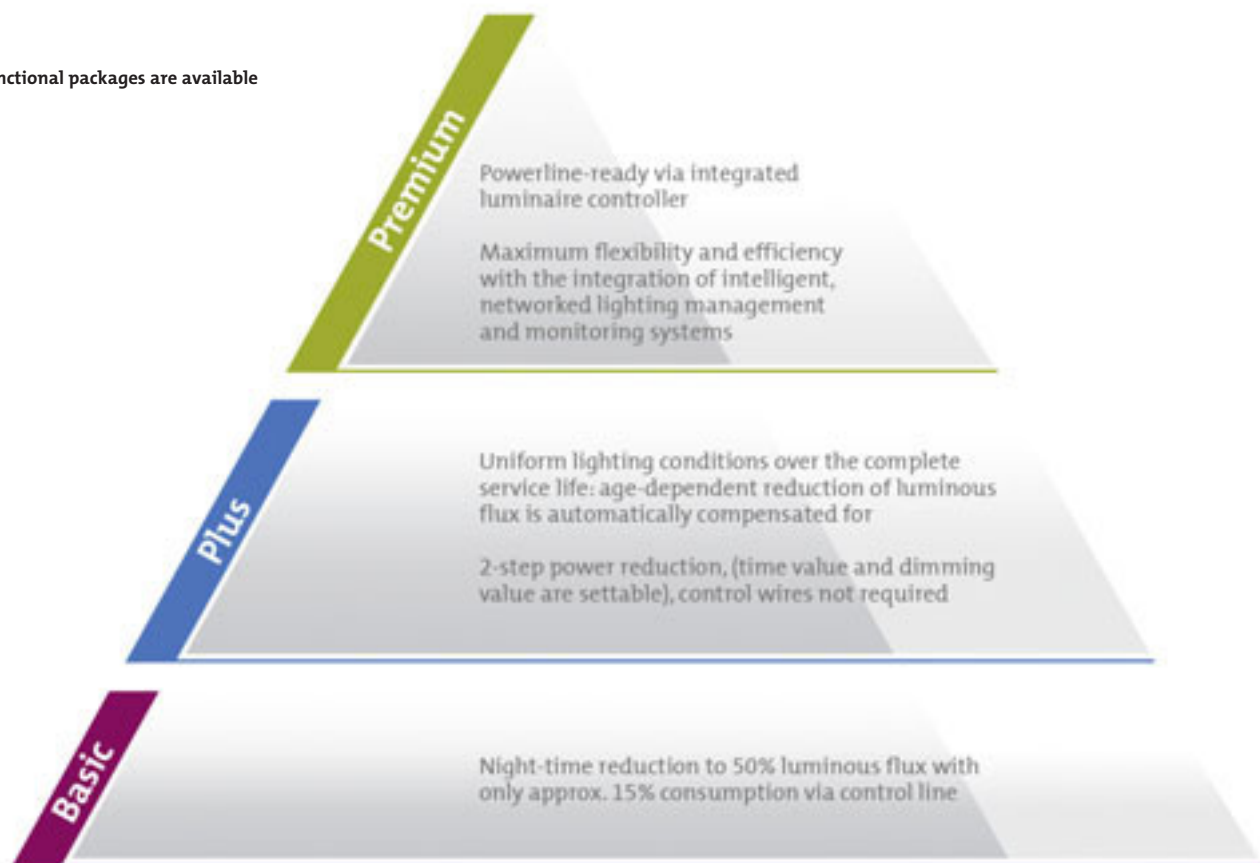 nctional packages are available
Premium
Powerline-ready via integrated
luminaire controller
Maximum flexibility and efficiency
with the integration of intelligent,
networked lighting management
and monitoring systems
Plus
Uniform lighting conditions over the complete
service life: age-dependent reduction of luminous
flux is automatically compensated for
2-step power reduction, (time value and dimming
value are settable), control wires not required
Basic
Night-time reduction to 50% luminous flux with
only approx. 15% consumption via control line